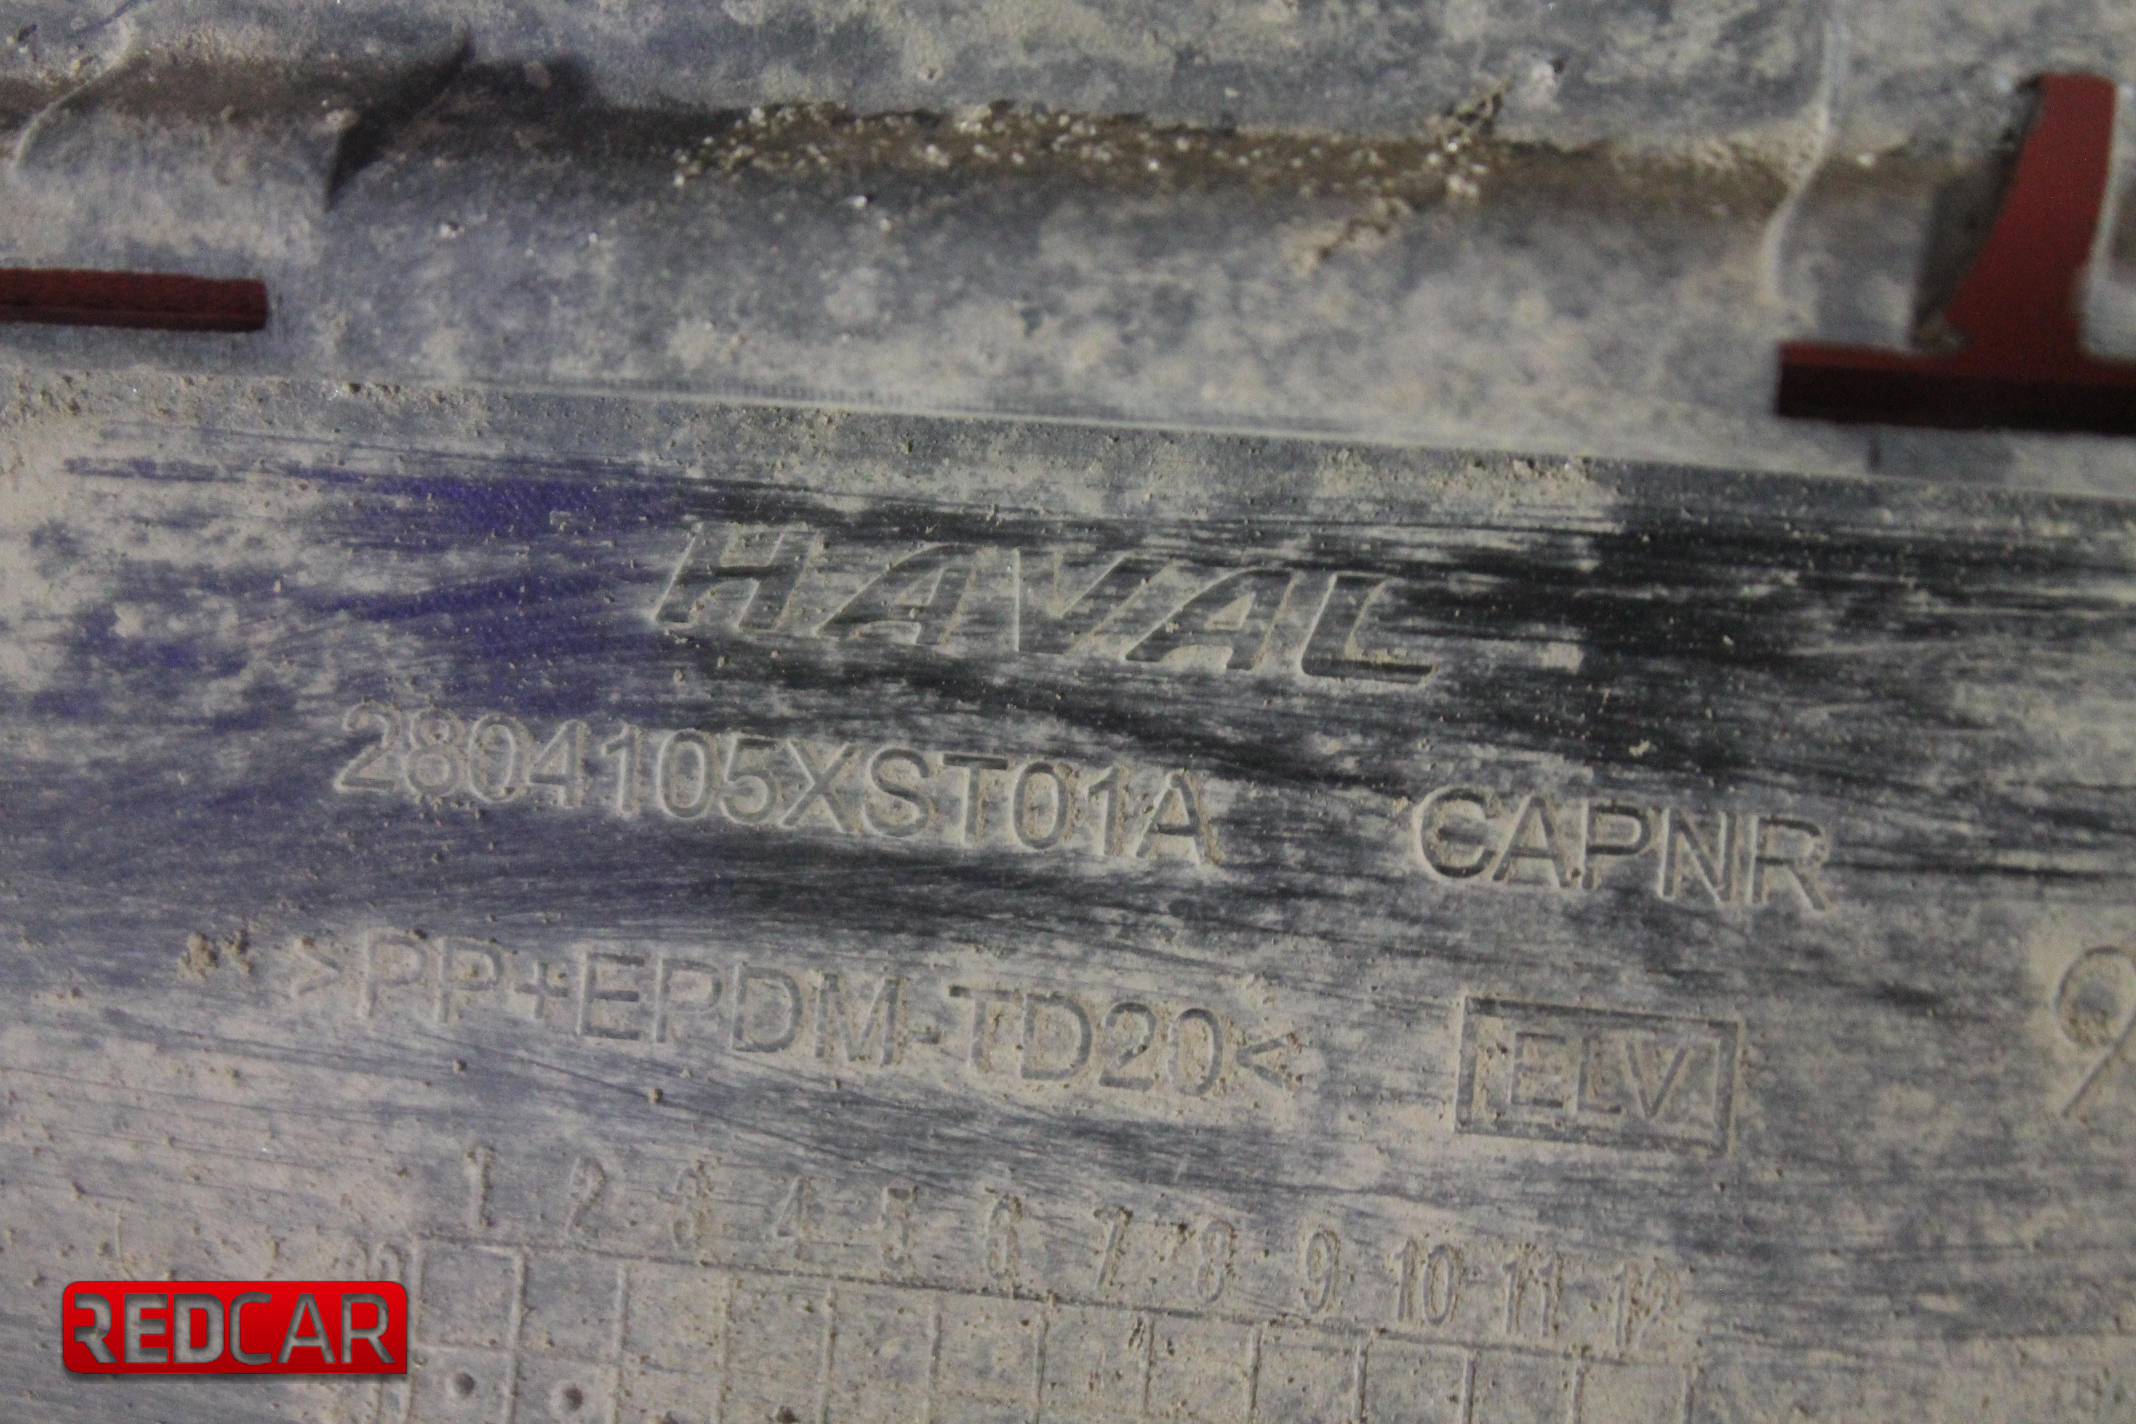 HAVAL
2804105XST01A CAPNR
>PP+EPDM-TD20< ELV
9
1 2 3 4 5 6 7 8 9 10 11 12
REDCAR